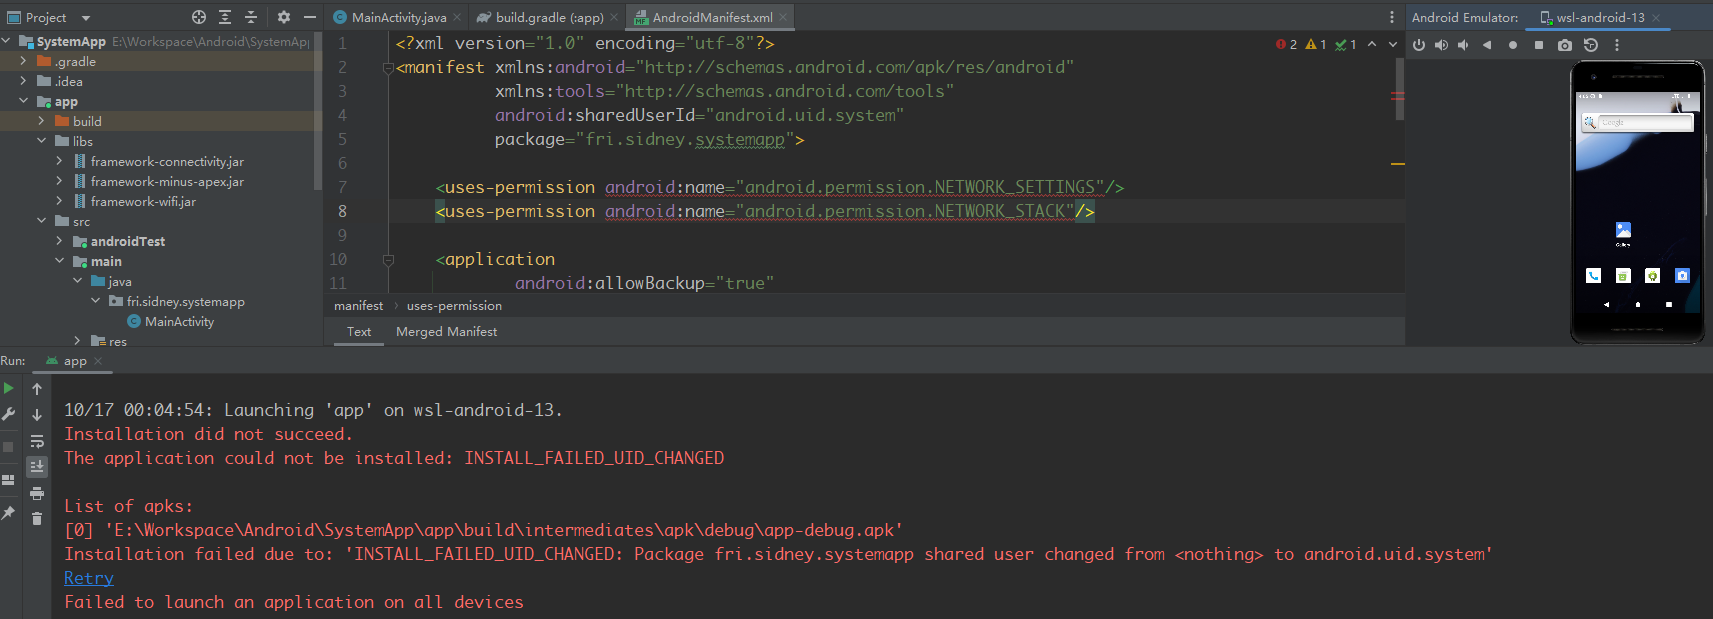 Project
MainActivity.java
build.gradle (:app)
AndroidManifest.xml
Android Emulator:
wsl-android-13
SystemApp E:\Workspace\Android\SystemApp
.gradle
.idea
app
build
libs
framework-connectivity.jar
framework-minus-apex.jar
framework-wifi.jar
src
androidTest
main
java
fri.sidney.systemapp
MainActivity
res
1 <?xml version="1.0" encoding="utf-8"?>
2 1 1
2 <manifest xmlns:android="http://schemas.android.com/apk/res/android"
3 xmlns:tools="http://schemas.android.com/tools"
4 android:sharedUserId="android.uid.system"
5 package="fri.sidney.systemapp">
6
7 <uses-permission android:name="android.permission.NETWORK_SETTINGS"/>
8 <uses-permission android:name="android.permission.NETWORK_STACK"/>
9
10 <application
11 android:allowBackup="true"
manifest uses-permission
Text Merged Manifest
Google
Run: app
10/17 00:04:54: Launching 'app' on wsl-android-13.
Installation did not succeed.
The application could not be installed: INSTALL_FAILED_UID_CHANGED
List of apks:
[0] 'E:\Workspace\Android\SystemApp\app\build\intermediates\apk\debug\app-debug.apk'
Installation failed due to: 'INSTALL_FAILED_UID_CHANGED: Package fri.sidney.systemapp shared user changed from <nothing> to android.uid.system'
Retry
Failed to launch an application on all devices